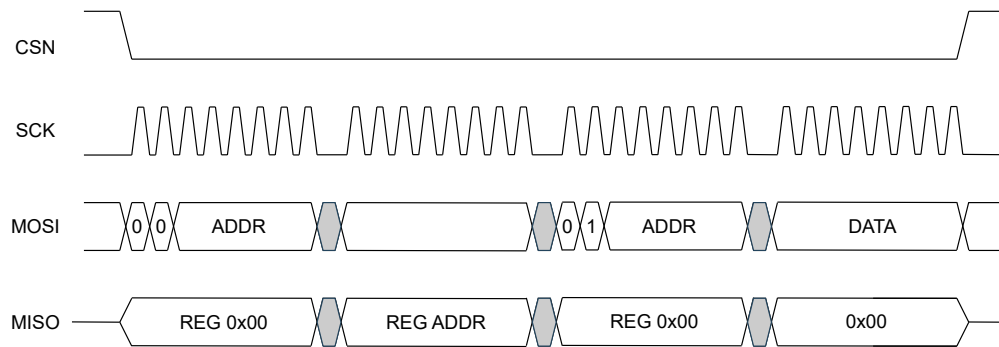 CSN
SCK
MOSI 0 0 ADDR 0 1 ADDR DATA
MISO REG 0x00 REG ADDR REG 0x00 0x00